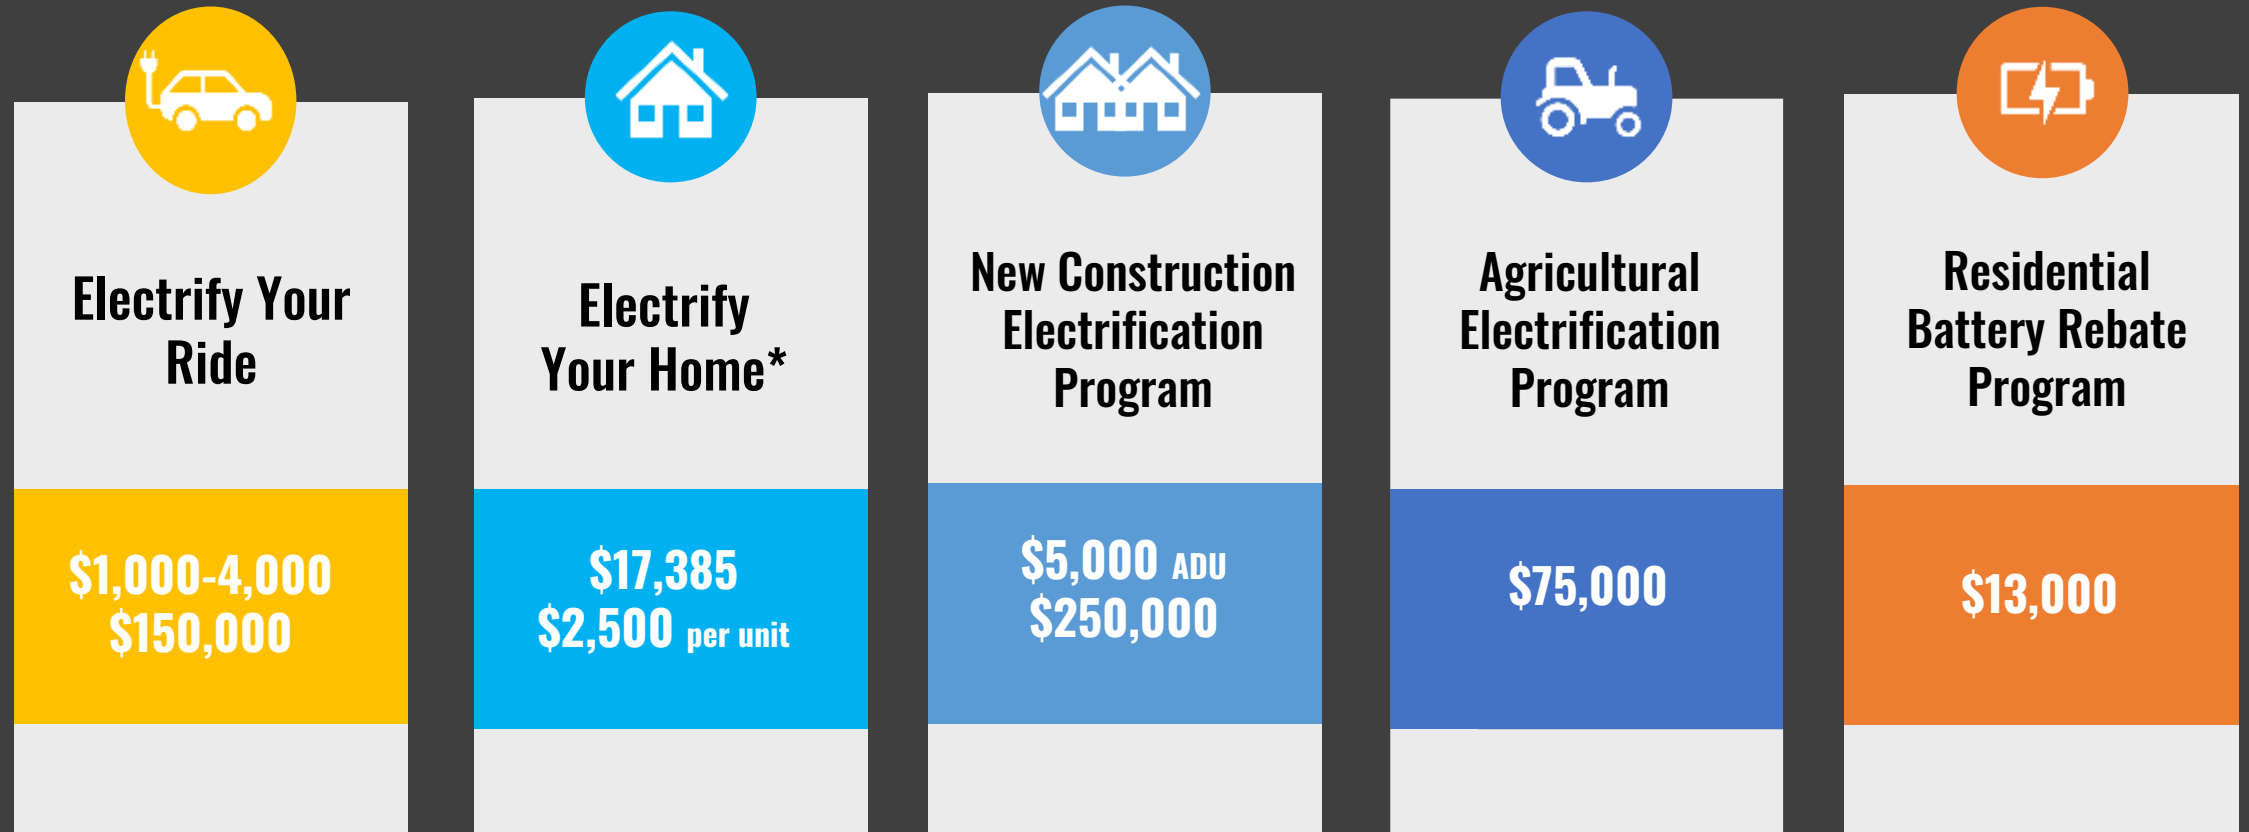 Electrify Your
Ride
$1,000-4,000
$150,000
Electrify
Your Home*
$17,385
$2,500 per unit
New Construction
Electrification
Program
$5,000 ADU
$250,000
Agricultural
Electrification
Program
$75,000
Residential
Battery Rebate
Program
$13,000